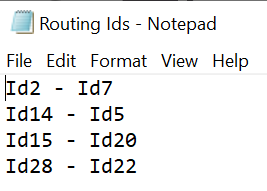 Routing Ids - Notepad
File Edit Format View Help
Id2 - Id7
Id14 - Id5
Id15 - Id20
Id28 - Id22